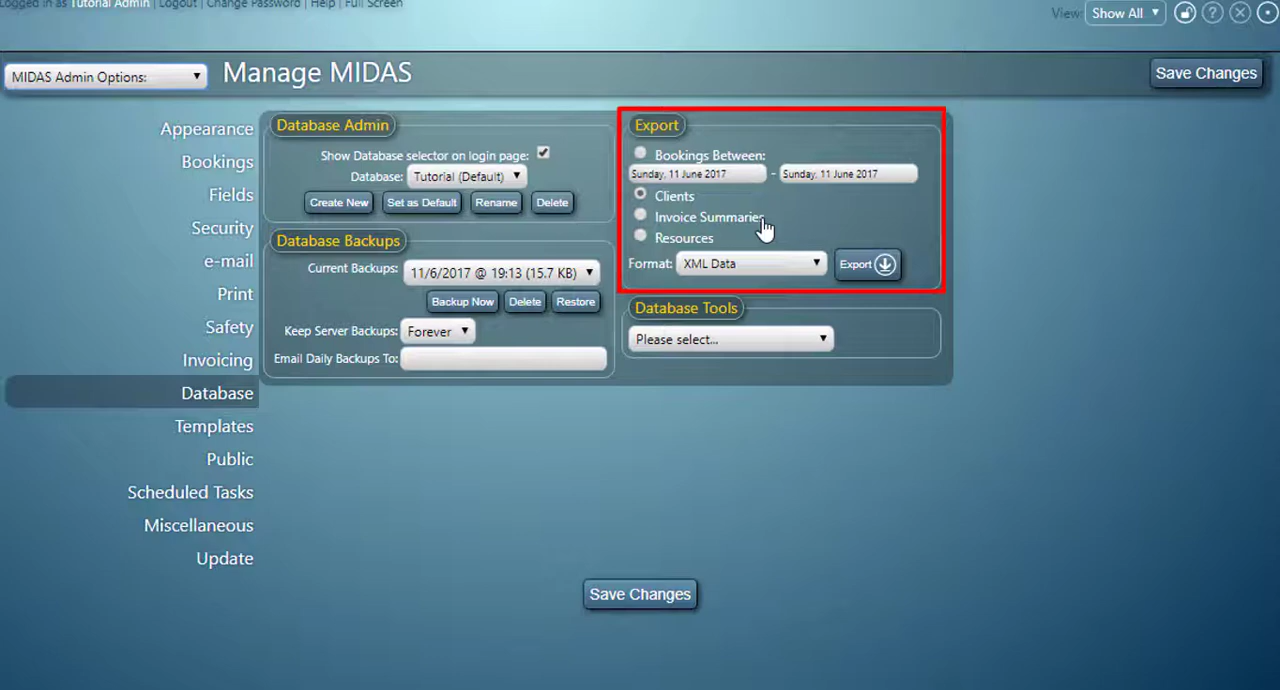 Logged in as Tutorial Admin | Logout | Change Password | Help | Full Screen
View: Show All
MIDAS Admin Options:
Manage MIDAS
Save Changes
Appearance
Bookings
Fields
Security
e-mail
Print
Safety
Invoicing
Database
Templates
Public
Scheduled Tasks
Miscellaneous
Update
Database Admin
Show Database selector on login page:
Database: Tutorial (Default)
Create New Set as Default Rename Delete
Database Backups
Current Backups: 11/6/2017 @ 19:13 (15.7 KB)
Backup Now Delete Restore
Keep Server Backups: Forever
Email Daily Backups To:
Export
Bookings Between:
Sunday, 11 June 2017 - Sunday, 11 June 2017
Clients
Invoice Summaries
Resources
Format: XML Data Export
Database Tools
Please select...
Save Changes